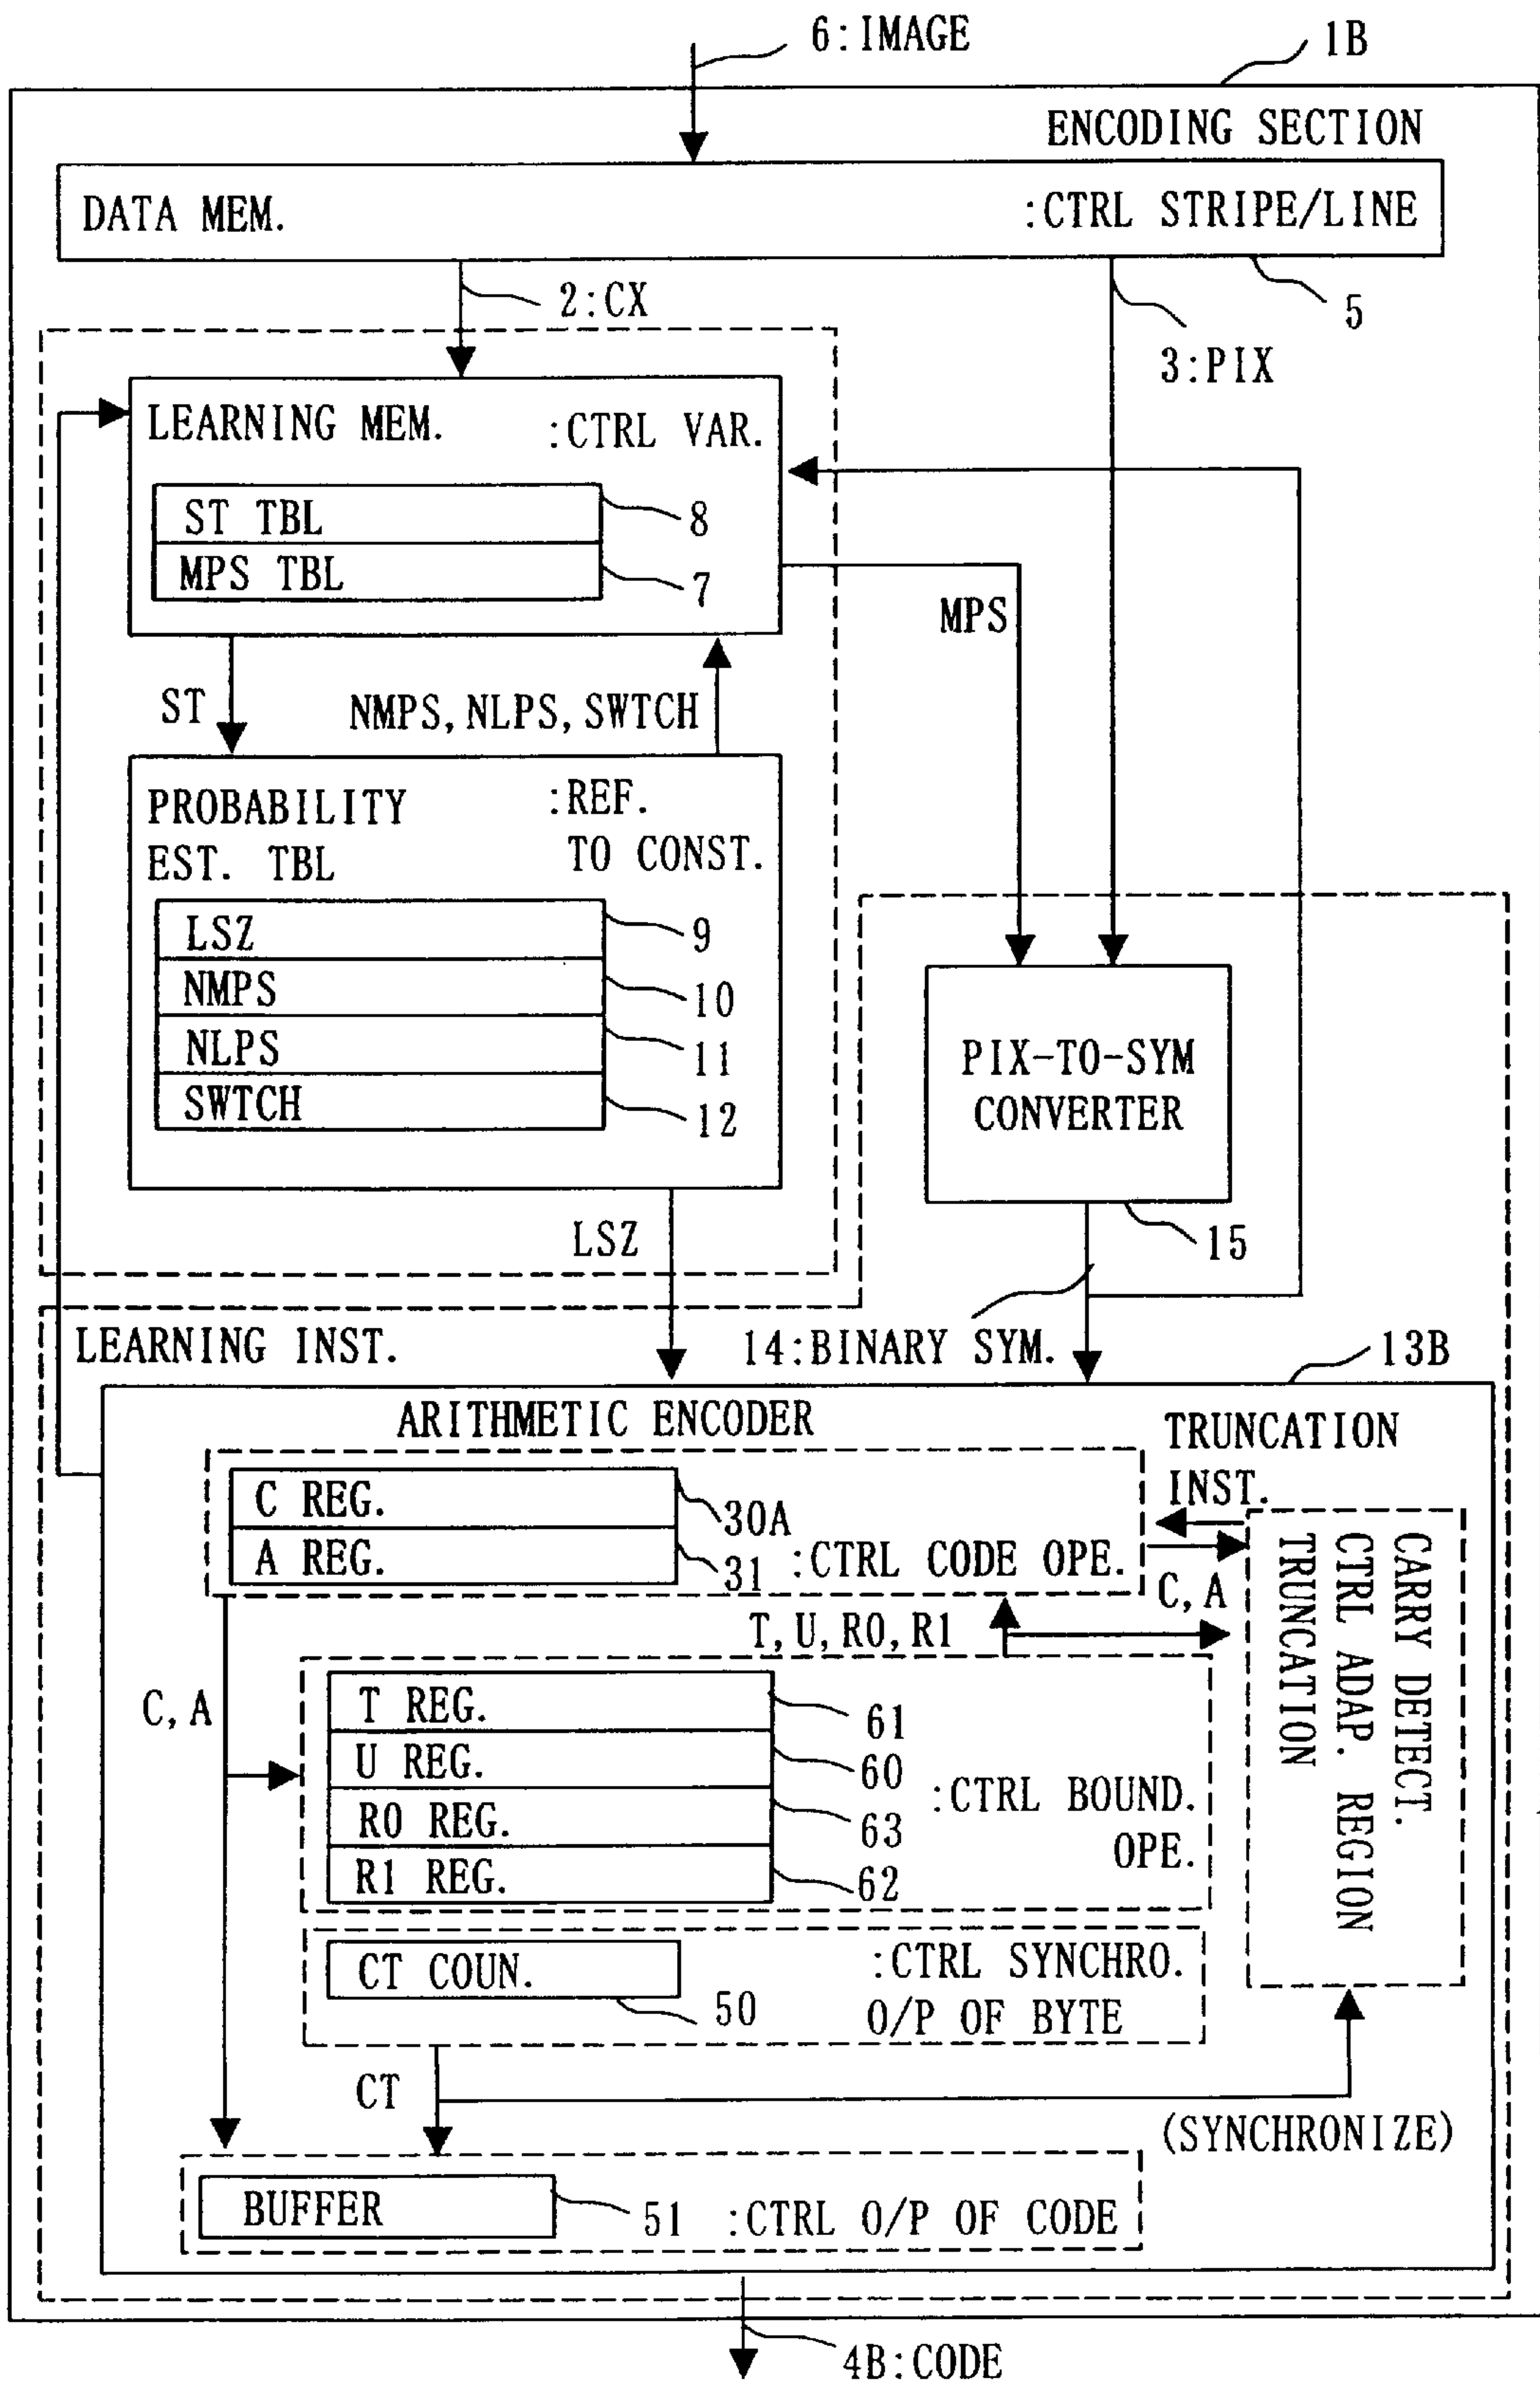 6:IMAGE
1B
ENCODING SECTION
DATA MEM.
:CTRL STRIPE/LINE
2:CX
5
3:PIX
LEARNING MEM.
:CTRL VAR.
ST TBL
8
MPS TBL
7
MPS
ST
NMPS, NLPS, SWTCH
PROBABILITY
EST. TBL
:REF.
TO CONST.
LSZ
9
NMPS
10
NLPS
11
SWTCH
12
PIX-TO-SYM
CONVERTER
15
LSZ
LEARNING INST.
14:BINARY SYM.
13B
ARITHMETIC ENCODER
TRUNCATION
INST.
C REG.
30A
A REG.
31
:CTRL CODE OPE.
C, A
T, U, R0, R1
CARRY DETECT.
CTRL ADAP. REGION
TRUNCATION
C, A
T REG.
61
U REG.
60
R0 REG.
63
R1 REG.
62
:CTRL BOUND.
OPE.
CT COUN.
50
:CTRL SYNCHRO.
O/P OF BYTE
CT
(SYNCHRONIZE)
BUFFER
51
:CTRL O/P OF CODE
4B:CODE